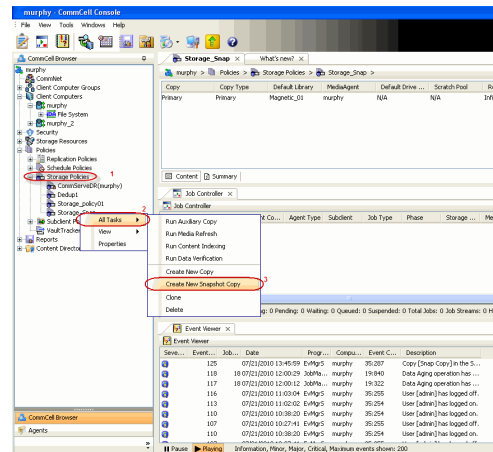 murphy - CommCell Console
File View Tools Windows Help
CommCell Browser
murphy
CommNet
Client Computer Groups
Client Computers
murphy
File System
murphy_2
Security
Storage Resources
Policies
Replication Policies
Schedule Policies
Storage Policies
1
CommServeDR(murphy)
Dedup1
Storage_policy01
Subclient
VaultTracker
Reports
Content Director
CommCell Browser
Agents
2
All Tasks
View
Properties
Run Auxiliary Copy
Run Media Refresh
Run Content Indexing
Run Data Verification
Create New Copy
Create New Snapshot Copy
3
Clone
Delete
Storage_Snap
What's new?
murphy > Policies > Storage Policies > Storage_Snap >
Copy Copy Type Default Library MediaAgent Default Drive ... Scratch Pool
Primary Primary Magnetic_01 murphy N/A N/A
Content Summary
Job Controller
Job Controller
Co... Agent Type Subclient Job Type Phase Storage ...
Pending: 0 Waiting: 0 Queued: 0 Suspended: 0 Total Jobs: 0 Job Streams: 0
Event Viewer
Event Viewer
Seve... Event... Job... Date Progr... Compu... Event C... Description
125 07/21/2010 13:45:59 EvMgrS murphy 35:287 Copy [Snap Copy] in the S...
118 18 07/21/2010 12:00:29 JobMa... murphy 19:840 Data Aging operation has ...
117 18 07/21/2010 12:00:12 JobMa... murphy 19:322 Data Aging operation has ...
116 07/21/2010 11:03:04 EvMgrS murphy 35:255 User [admin] has logged off.
113 07/21/2010 11:02:02 EvMgrS murphy 35:254 User [admin] has logged on.
110 07/21/2010 10:38:20 EvMgrS murphy 35:254 User [admin] has logged on.
107 07/21/2010 10:27:41 EvMgrS murphy 35:255 User [admin] has logged off.
110 07/21/2010 10:38:20 EvMgrS murphy 35:254 User [admin] has logged on.
Pause Playing Information, Minor, Major, Critical, Maximum events shown: 200